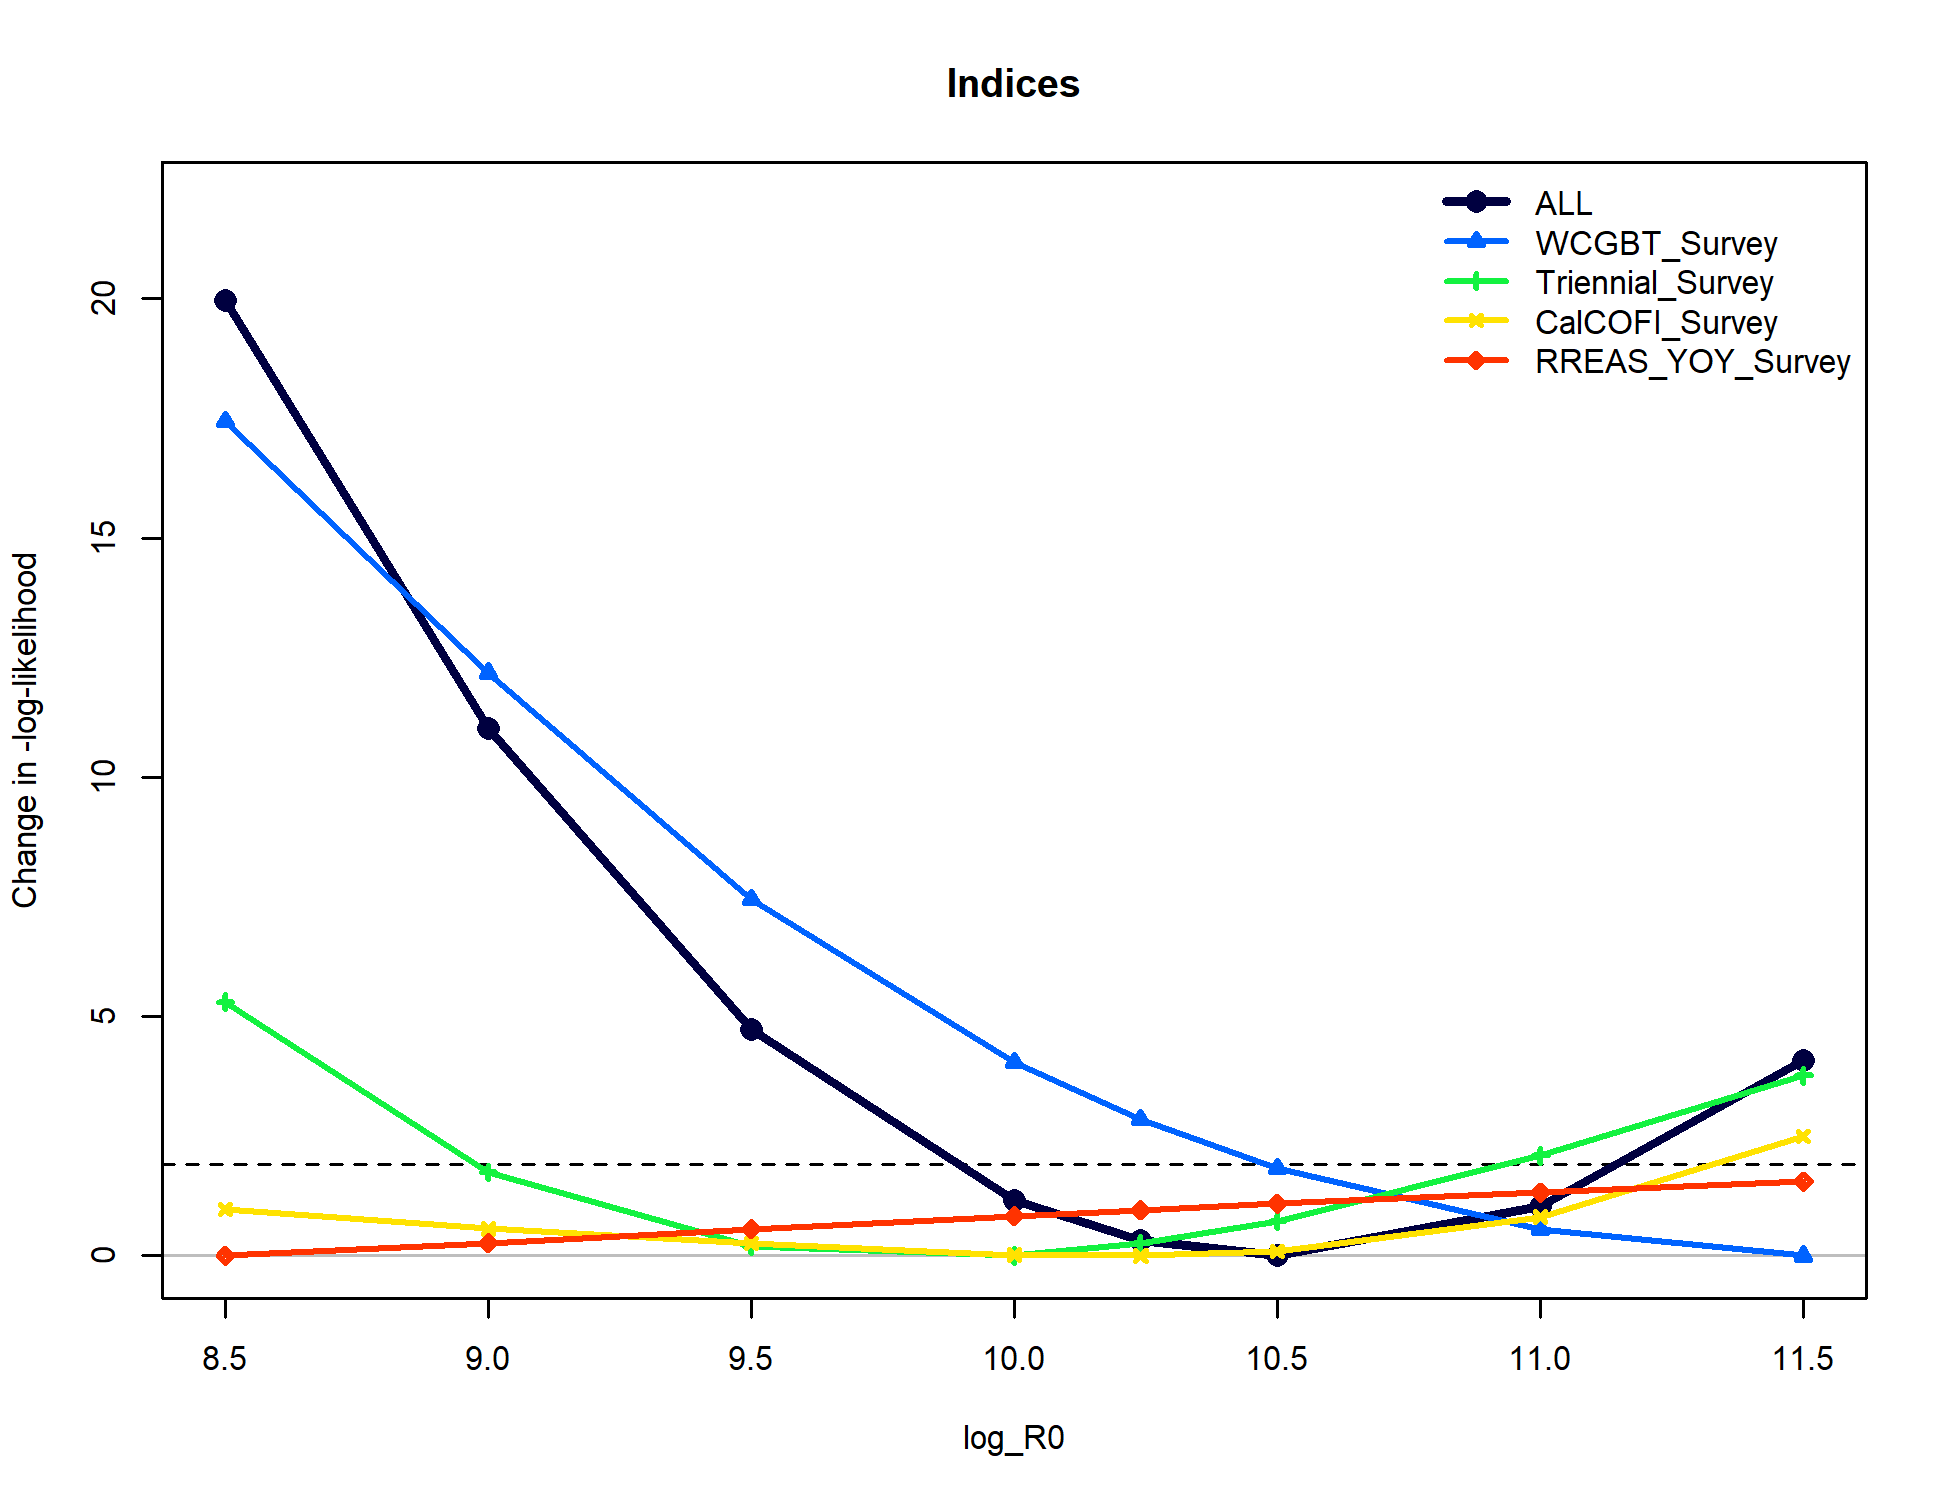 Indices
Change in -log-likelihood
20
15
10
5
0
ALL
WCGBT_Survey
Triennial_Survey
CalCOFI_Survey
RREAS_YOY_Survey
8.5 9.0 9.5 10.0 10.5 11.0 11.5
log_R0